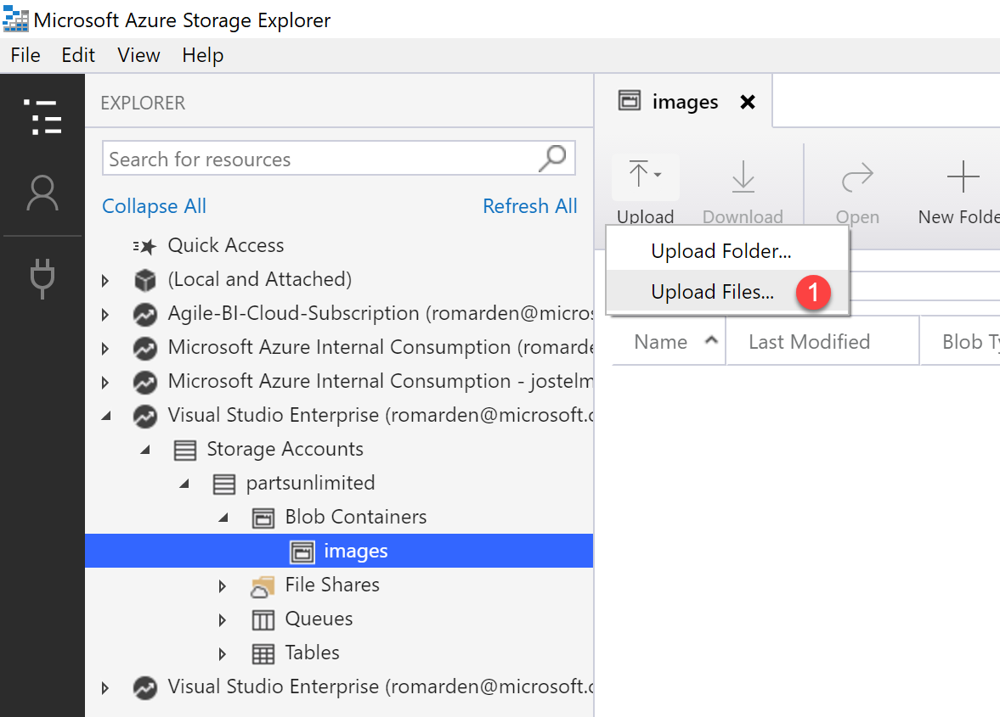 Microsoft Azure Storage Explorer
File Edit View Help
EXPLORER
Search for resources
Collapse All Refresh All
Quick Access
(Local and Attached)
Agile-BI-Cloud-Subscription (romarden@micros
Microsoft Azure Internal Consumption (romarde
Microsoft Azure Internal Consumption - jostelm
Visual Studio Enterprise (romarden@microsoft.c
Storage Accounts
partsunlimited
Blob Containers
images
File Shares
Queues
Tables
Visual Studio Enterprise (romarden@microsoft.c
images
Upload Download Open New Folde
Upload Folder...
Upload Files... 1
Name Last Modified Blob Ty